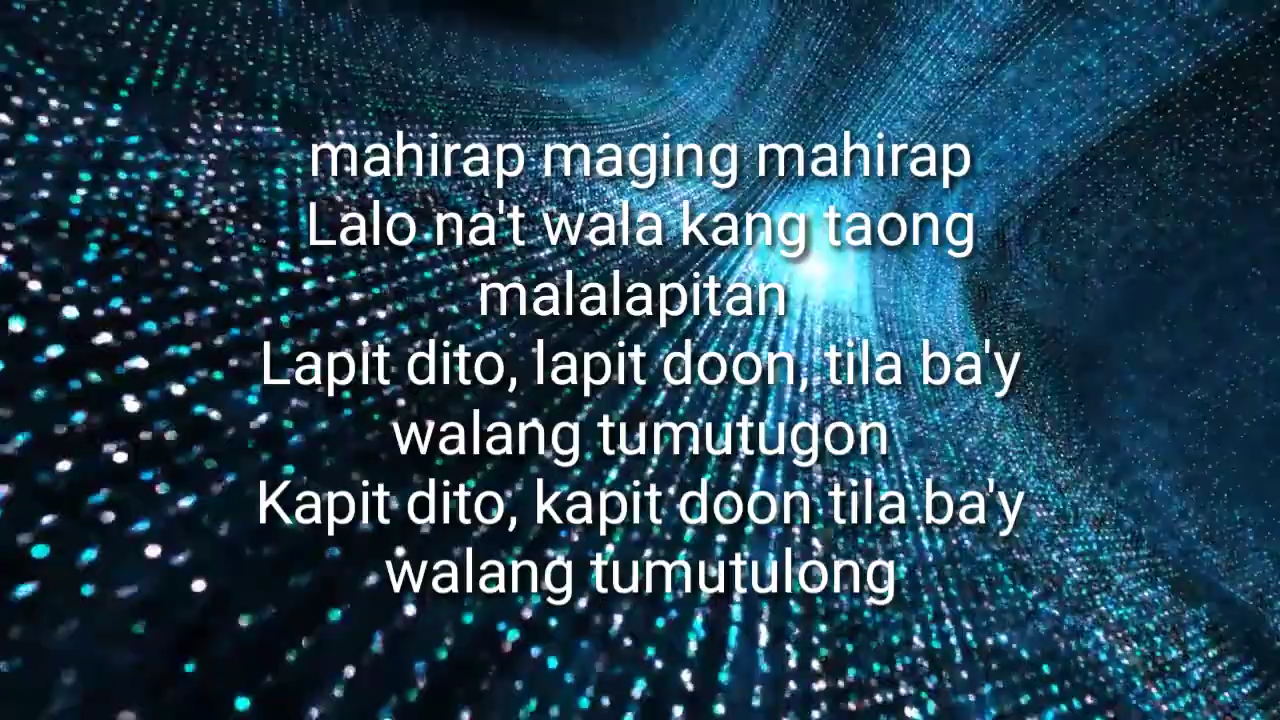 mahirap maging mahirap
Lalo na't wala kang taong
malalapitan
Lapit dito, lapit doon, tila ba'y
walang tumutugon
Kapit dito, kapit doon tila ba'y
walang tumutulong